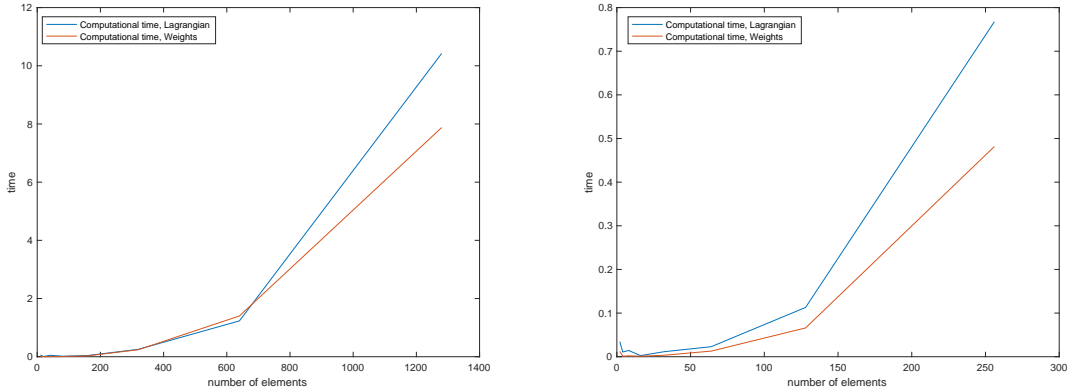 12
10
8
6
4
2
0
time
Computational time, Lagrangian
Computational time, Weights
0 200 400 600 800 1000 1200 1400
number of elements
0.8
0.7
0.6
0.5
0.4
0.3
0.2
0.1
0
time
Computational time, Lagrangian
Computational time, Weights
0 50 100 150 200 250 300
number of elements